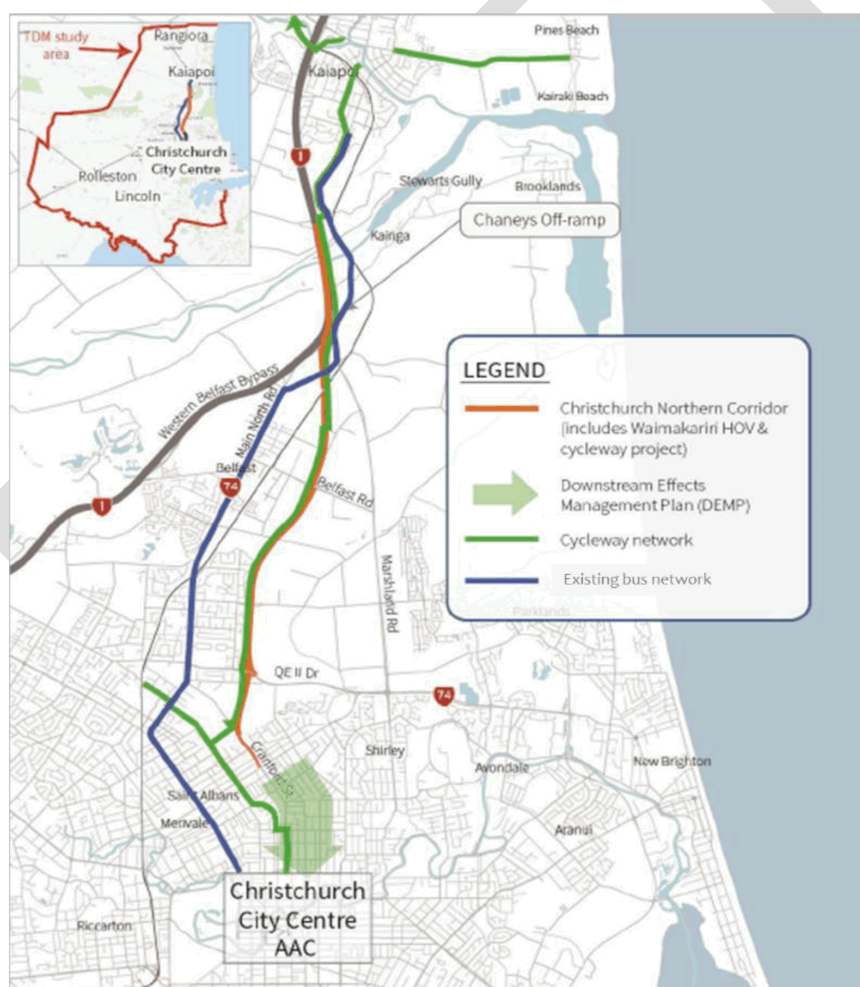 TDM study
area
Rangiora
Kaiapoi
Christchurch
City Centre
Rolleston
Lincoln
Pines Beach
Kaiapoi
Kairaki Beach
1
Stewarts Gully
Brooklands
Chaneys Off-ramp
Kainga
Western Belfast Bypass
Main North Rd
Belfast
74
1
Belfast Rd
Marshland Rd
LEGEND
Christchurch Northern Corridor
(includes Waimakariri HOV &
cycleway project)
Downstream Effects
Management Plan (DEMP)
Cycleway network
Existing bus network
Parklands
QE II Dr
74
Cranford St
Shirley
Avondale
New Brighton
Saint Albans
Merivale
Aranui
Christchurch
City Centre
AAC
Riccarton